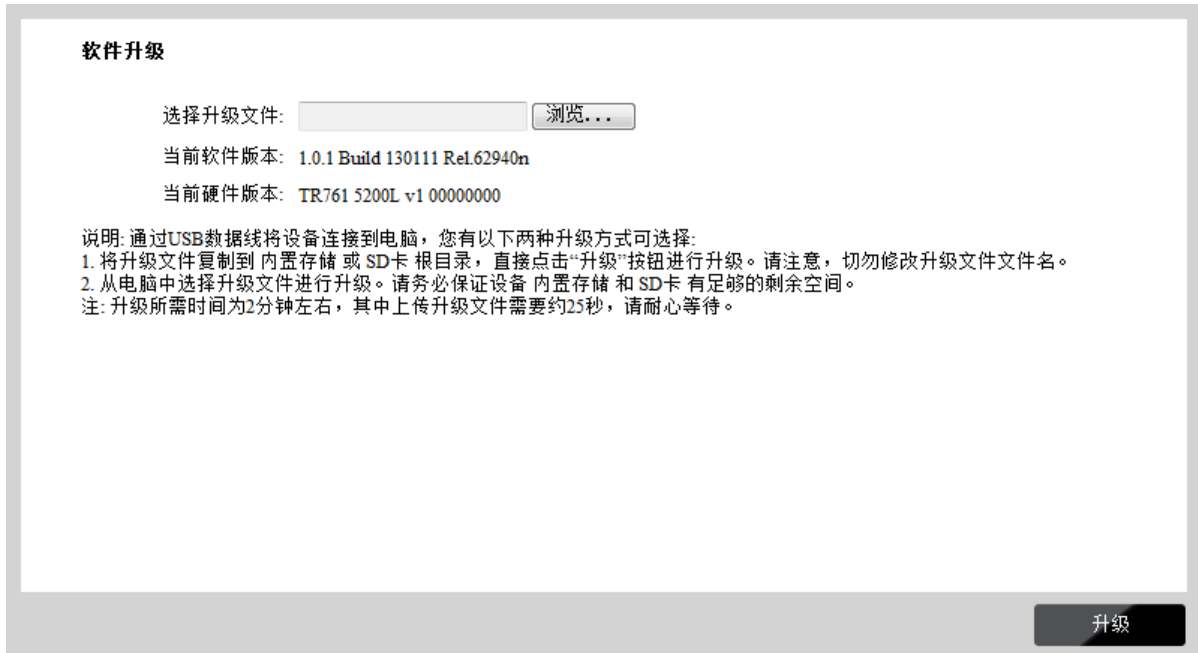 软件升级
选择升级文件: 浏览...
当前软件版本: 1.0.1 Build 130111 Rel.62940n
当前硬件版本: TR761 5200L v1 00000000
说明: 通过USB数据线将设备连接到电脑，您有以下两种升级方式可选择:
1. 将升级文件复制到 内置存储 或 SD卡 根目录，直接点击“升级”按钮进行升级。请注意，切勿修改升级文件文件名。
2. 从电脑中选择升级文件进行升级。请务必保证设备 内置存储 和 SD卡 有足够的剩余空间。
注: 升级所需时间为2分钟左右，其中上传升级文件需要约25秒，请耐心等待。
升级